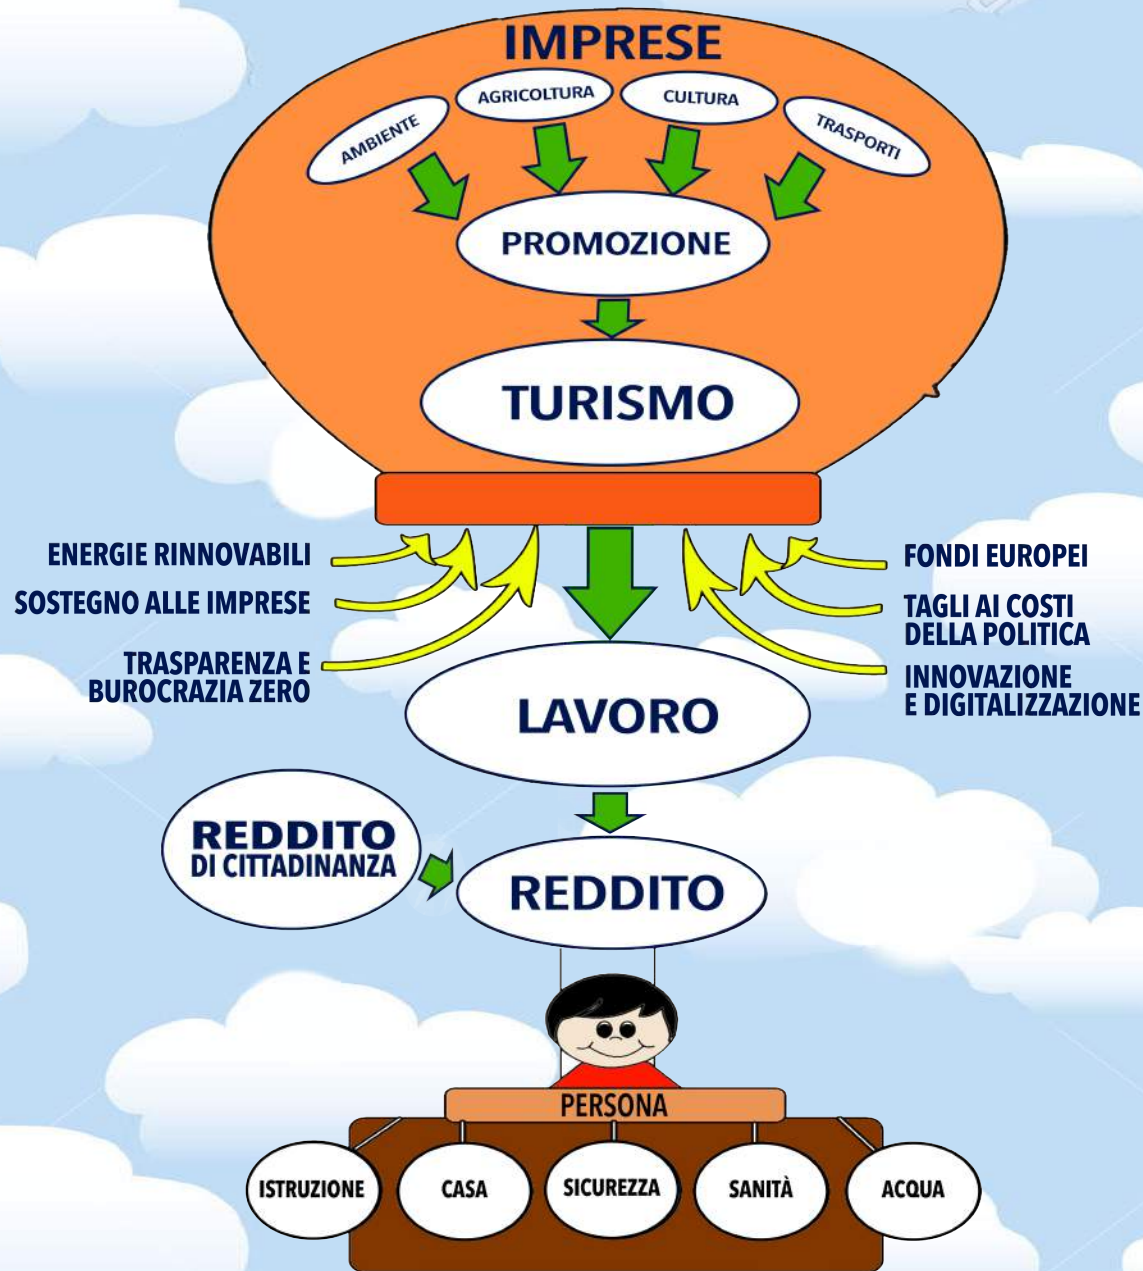 IMPRESE
AMBIENTE
AGRICOLTURA
CULTURA
TRASPORTI
PROMOZIONE
TURISMO
ENERGIE RINNOVABILI
SOSTEGNO ALLE IMPRESE
TRASPARENZA E
BUROCRAZIA ZERO
FONDI EUROPEI
TAGLI AI COSTI
DELLA POLITICA
INNOVAZIONE
E DIGITALIZZAZIONE
LAVORO
REDDITO
DI CITTADINANZA
REDDITO
PERSONA
ISTRUZIONE
CASA
SICUREZZA
SANITÀ
ACQUA